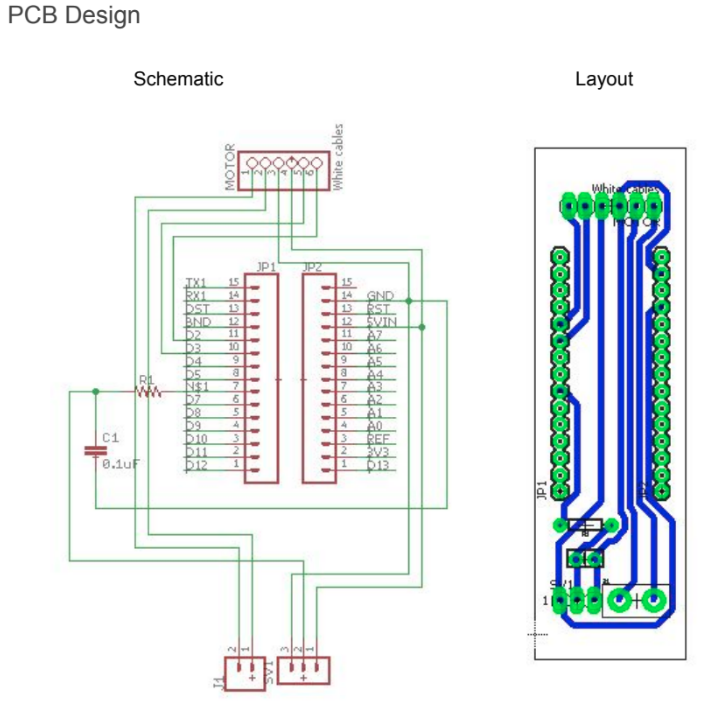 PCB Design
Schematic
Layout
MOTOR
1 2 3 4 5 6
White cables
JP1
JP2
TX1 15
RX1 14
DST 13
GND 12
D2 11
D3 10
D4 9
D5 8
N$1 7
D7 6
D8 5
D9 4
D10 3
D11 2
D12 1
15
14 GND
13 RST
12 5VIN
11 A7
10 A6
9 A5
8 A4
7 A3
6 A2
5 A1
4 A0
3 REF
2 3V3
1 D13
R1
C1
0.1uF
2 1
J1
+
3 2 1
SV1
+
White cables
MOTOR
JP1
SV1
1